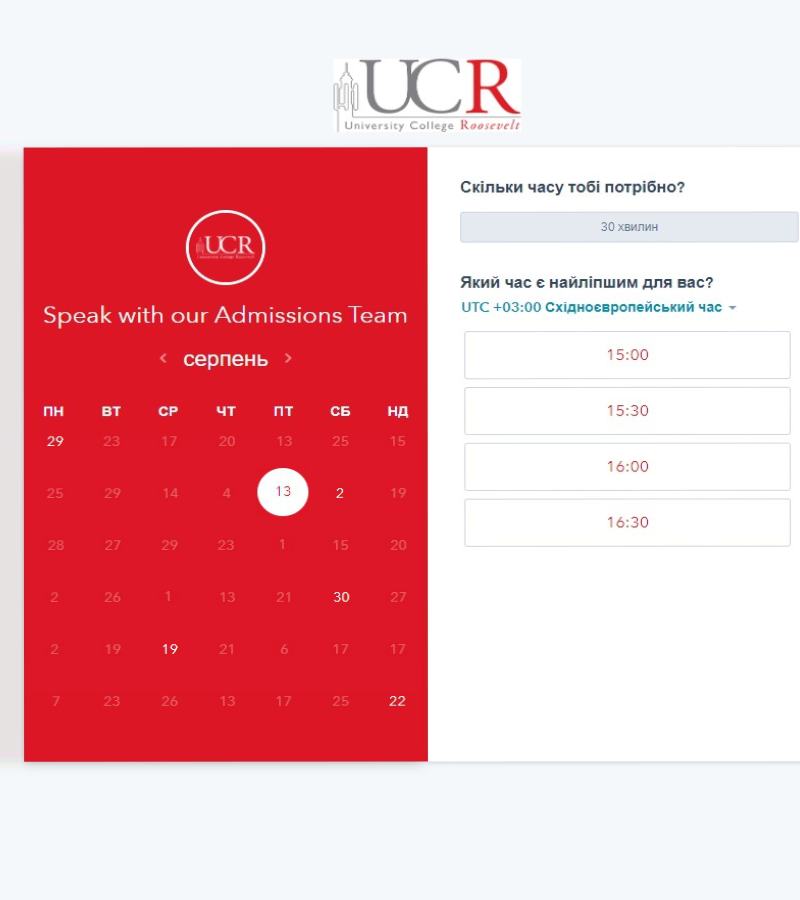 UCR
University College Roosevelt
UCR
Speak with our Admissions Team
серпень
ПН ВТ СР ЧТ ПТ СБ НД
29 23 17 20 13 25 15
25 29 14 4 13 2 19
28 27 29 23 1 15 20
2 26 1 13 21 30 27
2 19 19 21 6 17 17
7 23 26 13 17 25 22
Скільки часу тобі потрібно?
30 хвилин
Який час є найліпшим для вас?
UTC +03:00 Східноєвропейський час
15:00
15:30
16:00
16:30